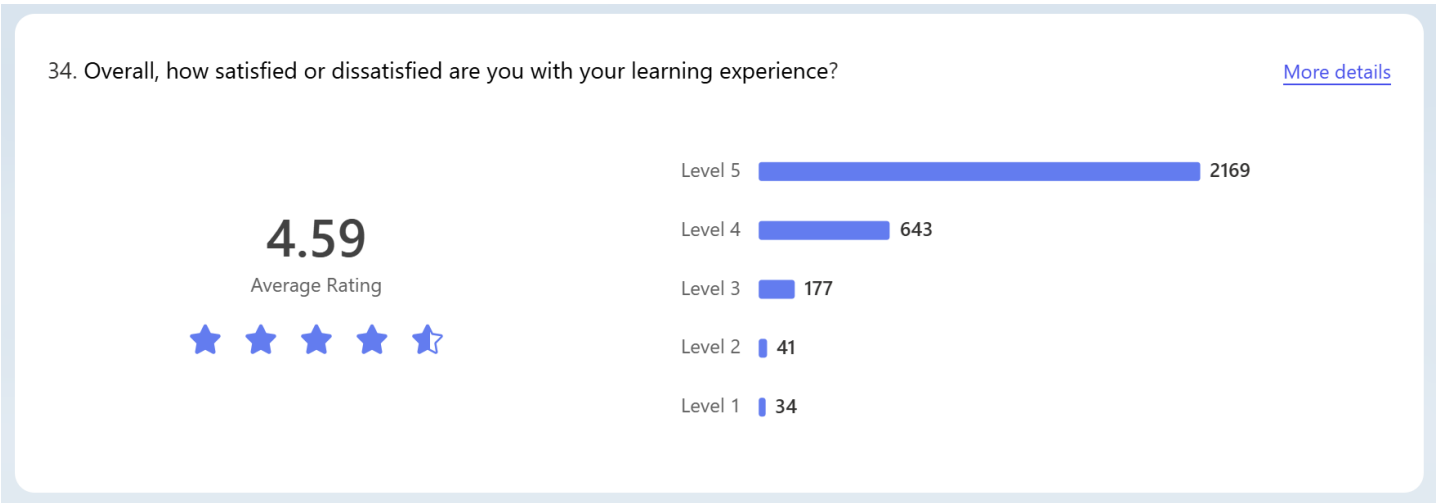 34. Overall, how satisfied or dissatisfied are you with your learning experience?
More details
4.59
Average Rating
Level 5 2169
Level 4 643
Level 3 177
Level 2 41
Level 1 34